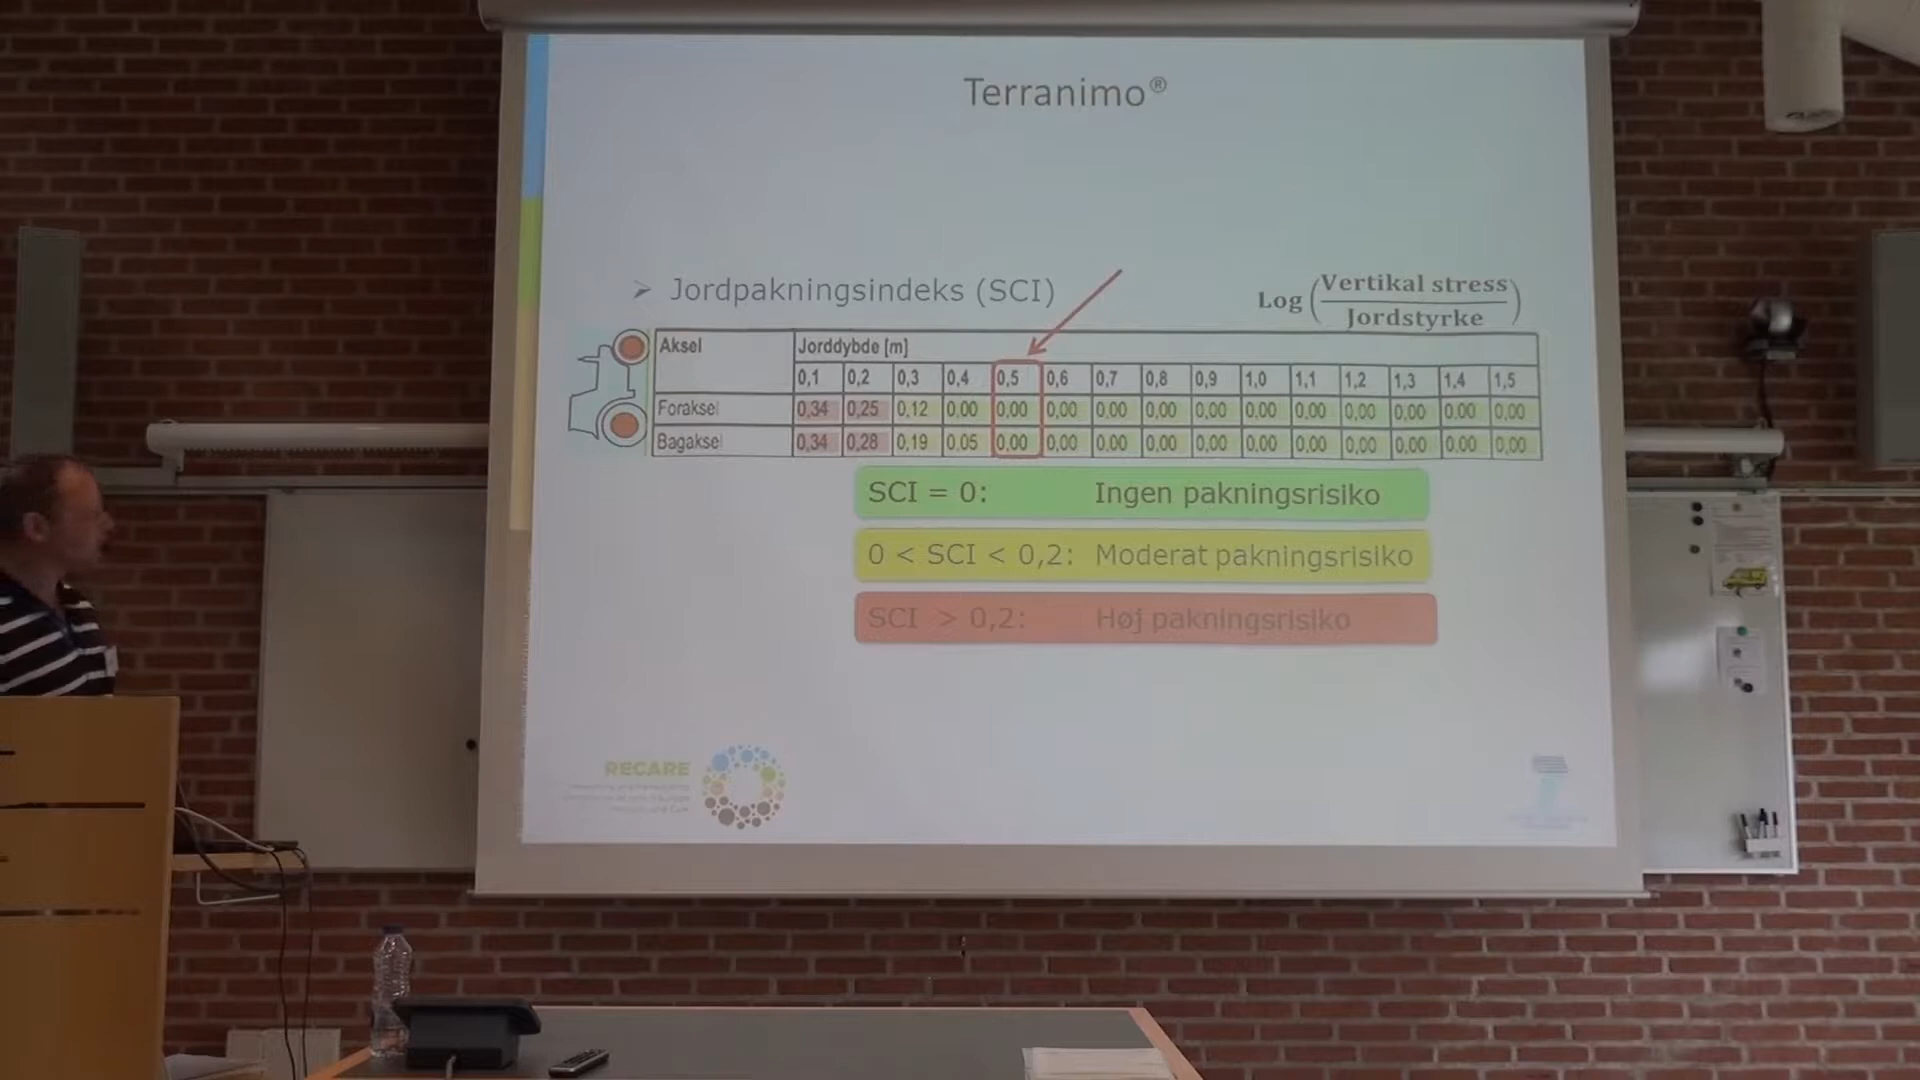 Terranimo®
➢ Jordpakningsindeks (SCI)
Log (Vertikal stress / Jordstyrke)
Aksel Jorddybde [m]
0,1 0,2 0,3 0,4 0,5 0,6 0,7 0,8 0,9 1,0 1,1 1,2 1,3 1,4 1,5
Foraksel 0,34 0,25 0,12 0,00 0,00 0,00 0,00 0,00 0,00 0,00 0,00 0,00 0,00 0,00 0,00
Bagaksel 0,34 0,28 0,19 0,05 0,00 0,00 0,00 0,00 0,00 0,00 0,00 0,00 0,00 0,00 0,00
SCI = 0: Ingen pakningsrisiko
0 < SCI < 0,2: Moderat pakningsrisiko
SCI > 0,2: Høj pakningsrisiko
RECARE